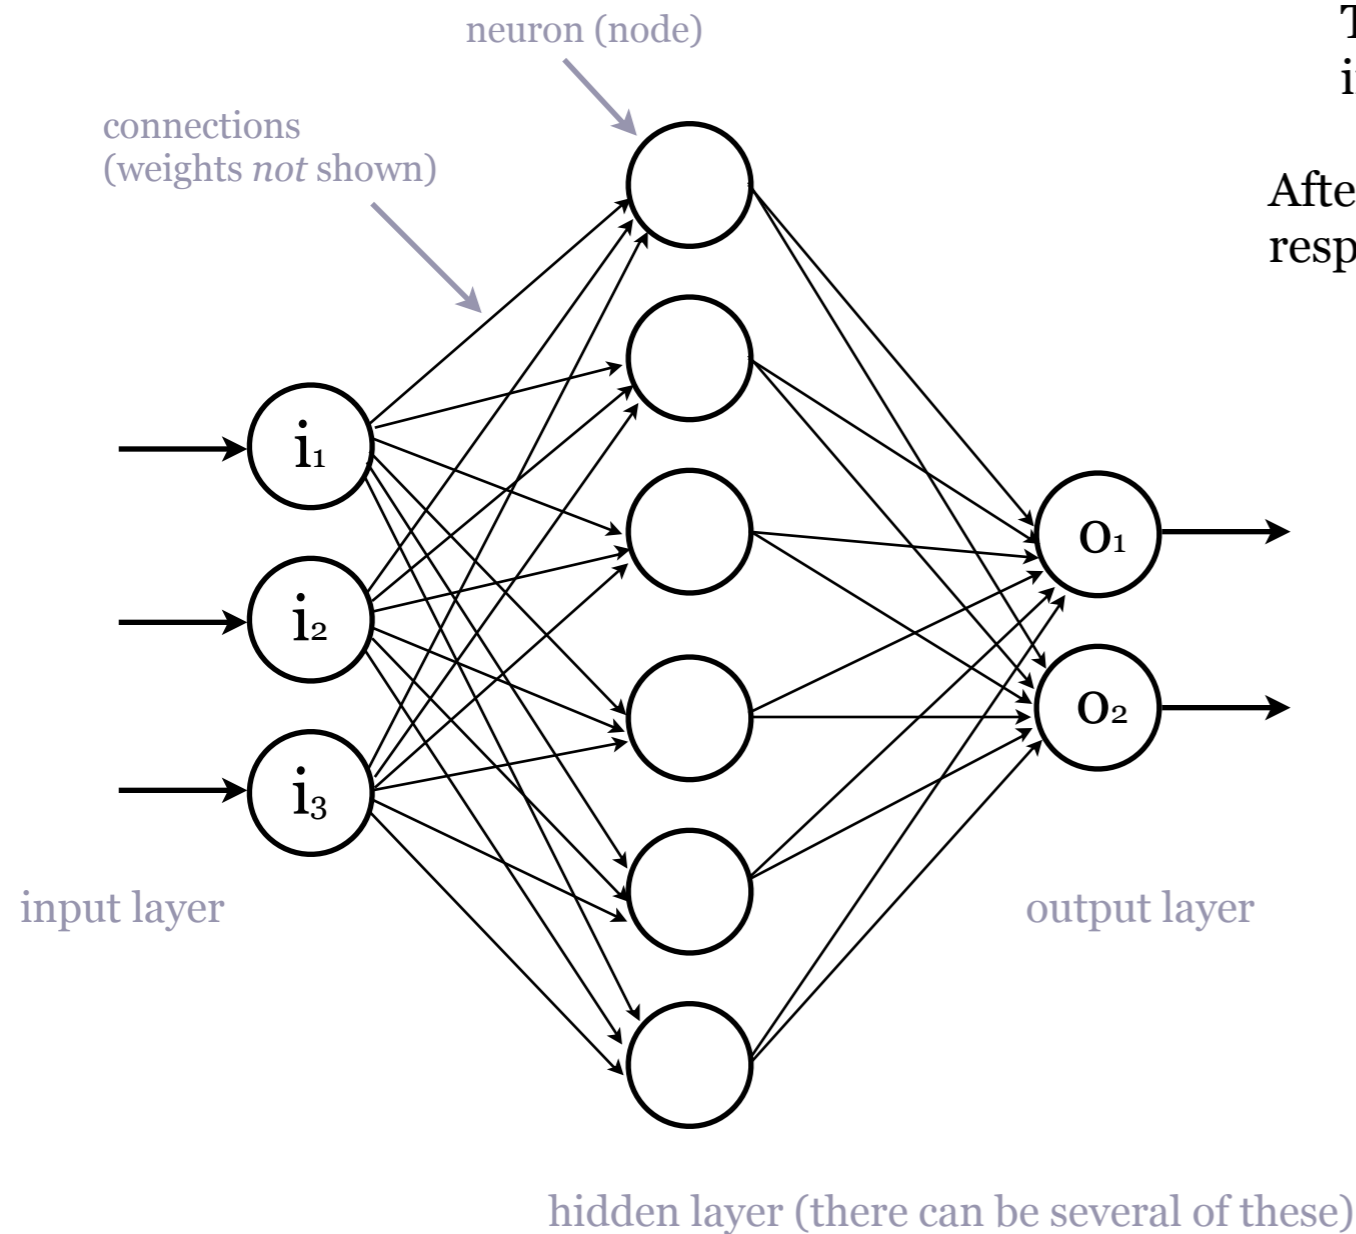 neuron (node)
connections
(weights not shown)
i₁
i₂
i₃
o₁
o₂
input layer
output layer
hidden layer (there can be several of these)